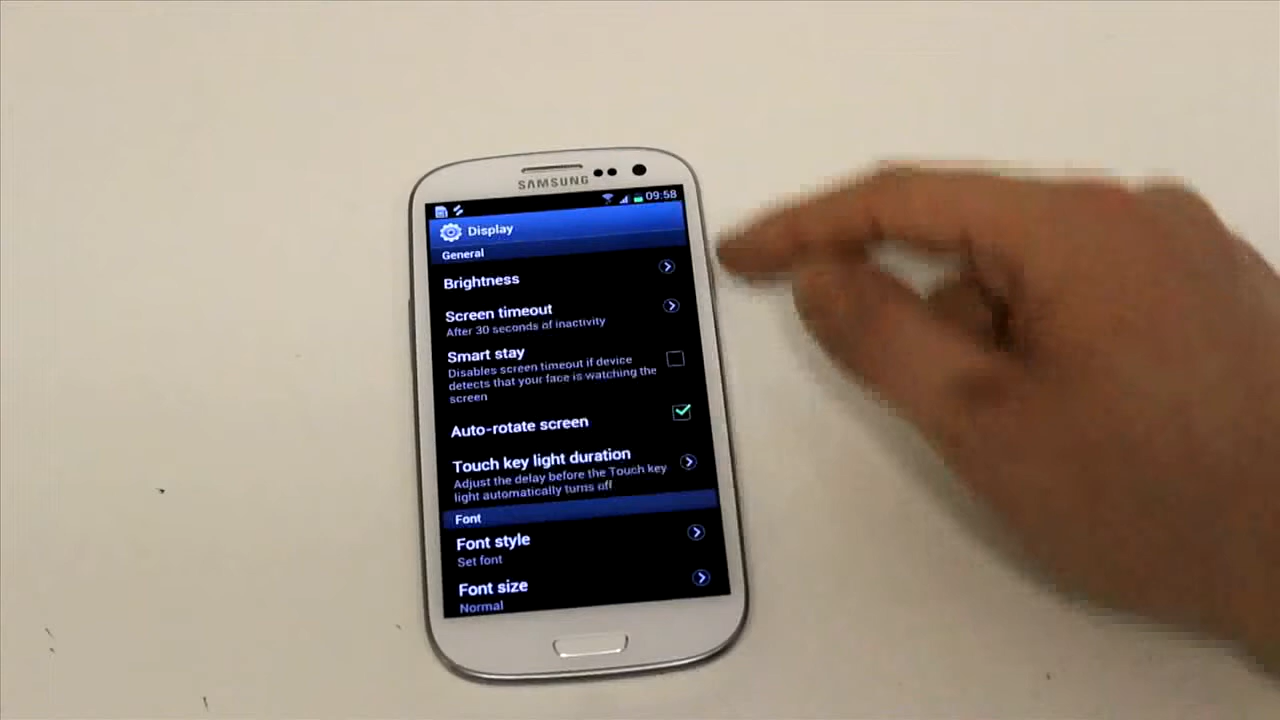 SAMSUNG
09:58
Display
General
Brightness
Screen timeout
After 30 seconds of inactivity
Smart stay
Disables screen timeout if device
detects that your face is watching the
screen
Auto-rotate screen
Touch key light duration
Adjust the delay before the Touch key
light automatically turns off
Font
Font style
Set font
Font size
Normal